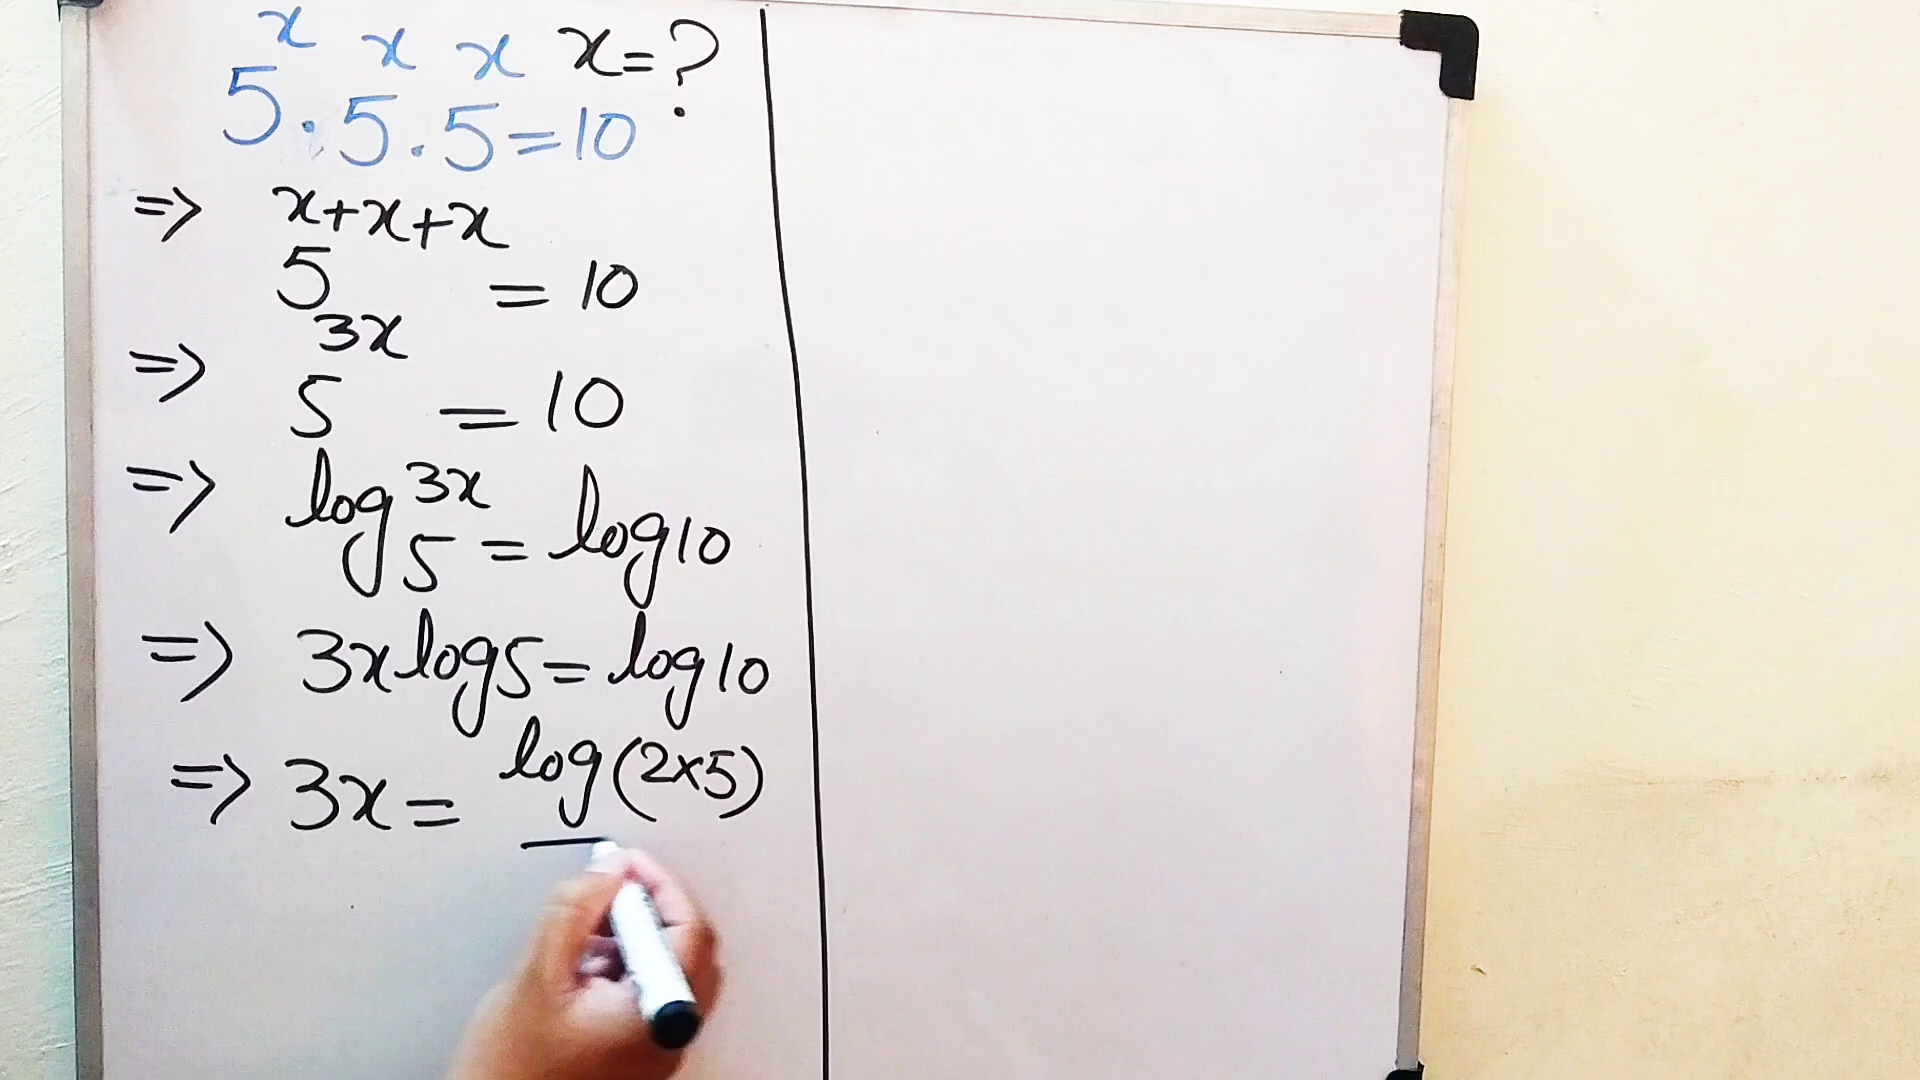 5^x · 5^x · 5^x = 10 x = ?
=> 5^{x+x+x} = 10
=> 5^{3x} = 10
=> log 5^{3x} = log 10
=> 3x log 5 = log 10
=> 3x = log (2×5)